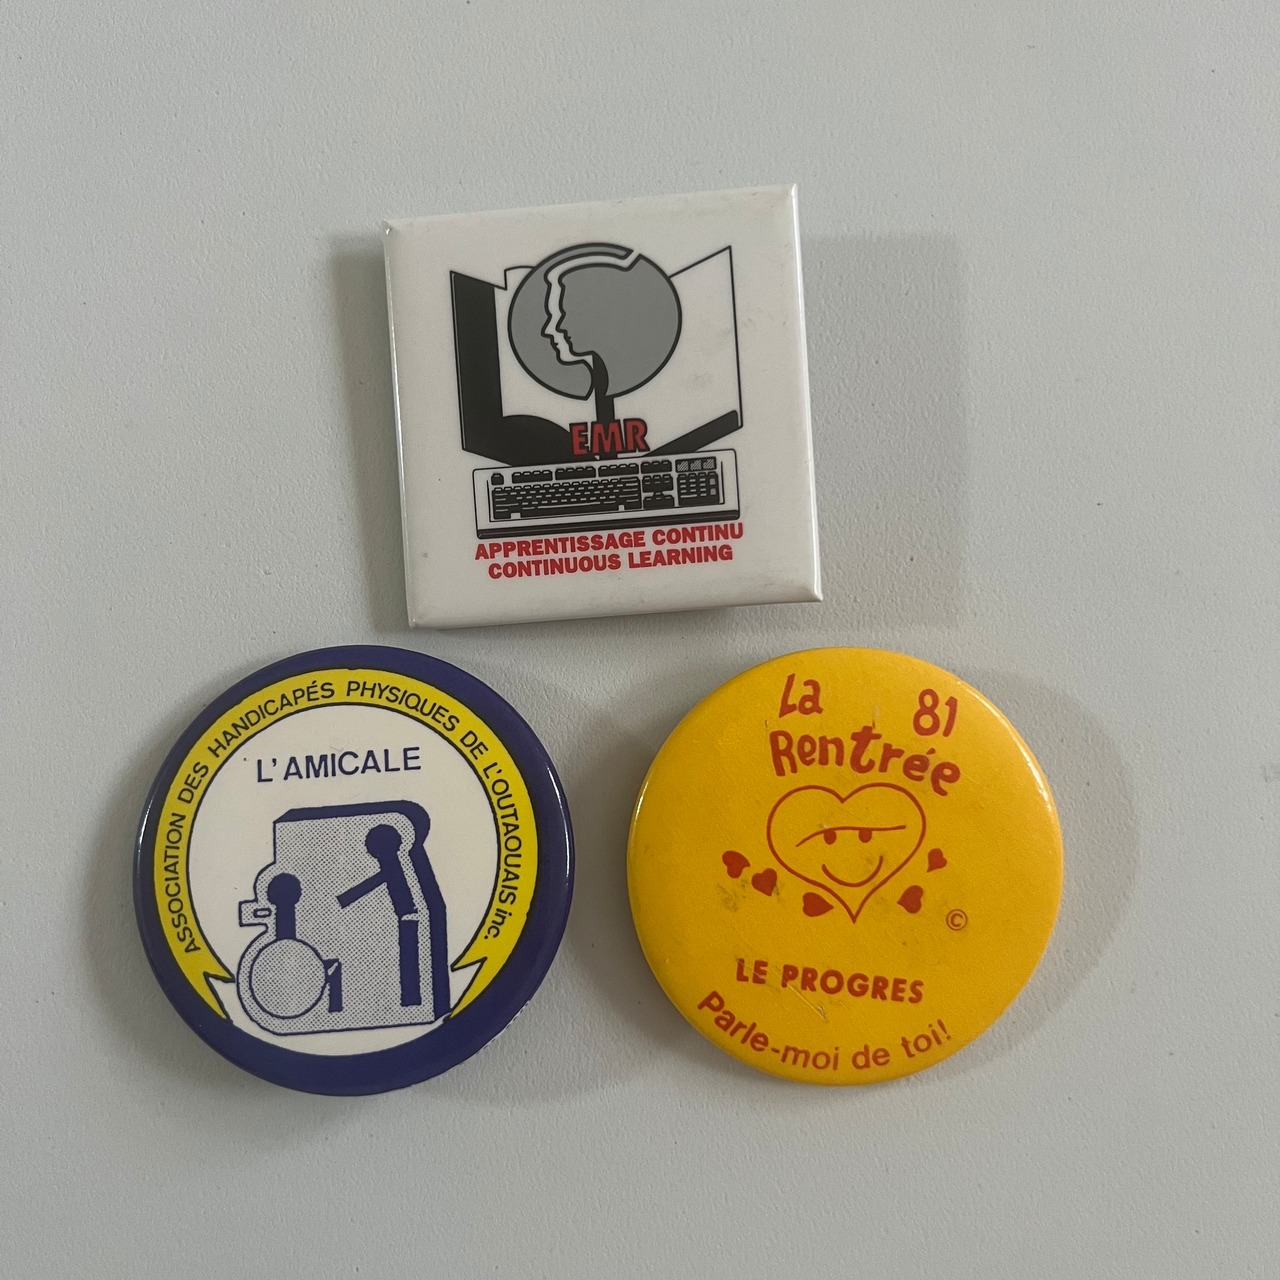 EMR
APPRENTISSAGE CONTINU
CONTINUOUS LEARNING
ASSOCIATION DES HANDICAPÉS PHYSIQUES DE L'OUTAOUAIS inc.
L'AMICALE
La 81
Rentrée
©
LE PROGRES
Parle-moi de toi!